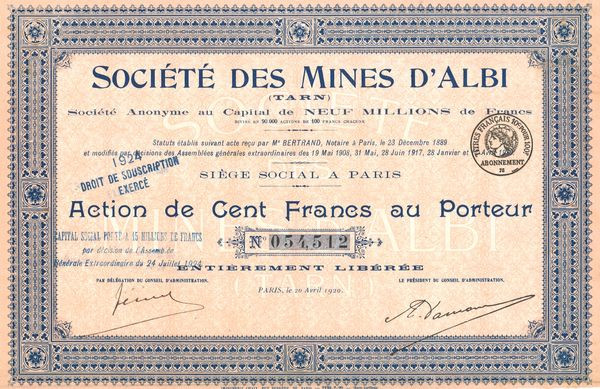 SOCIÉTÉ DES MINES D'ALBI
(TARN)
Société Anonyme au Capital de NEUF MILLIONS de Francs
DIVISÉ EN 90.000 ACTIONS DE 100 FRANCS CHACUNE
Statuts établis suivant acte reçu par Me BERTRAND, Notaire à Paris, le 23 Décembre 1889
et modifiés par décisions des Assemblées générales extraordinaires des 19 Mai 1908, 31 Mai, 28 Juin 1917, 28 Janvier et
TITRES FRANÇAIS
ABONNEMENT
1924
DROIT DE SOUSCRIPTION
EXERCÉ
SIÈGE SOCIAL A PARIS
Action de Cent Francs au Porteur
CAPITAL SOCIAL PORTÉ A 15 MILLIONS DE FRANCS
par décision de l'Assemblée
Générale Extraordinaire du 24 Juillet 1924
No 054,512
ENTIÈREMENT LIBÉRÉE
PAR DÉLÉGATION DU CONSEIL D'ADMINISTRATION.
LE PRÉSIDENT DU CONSEIL D'ADMINISTRATION.
PARIS, le 20 Avril 1920.